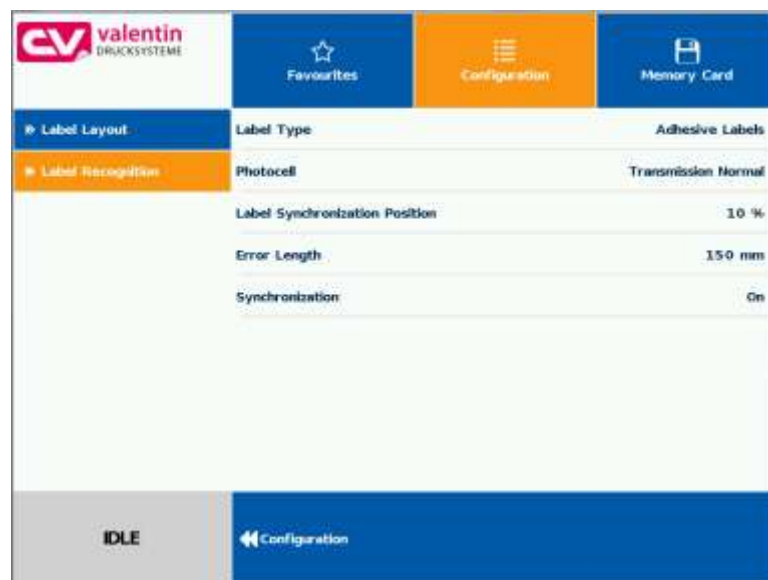 CV valentin
DRUCKSYSTEME
Favourites
Configuration
Memory Card
Label Layout
Label Recognition
Label Type Adhesive Labels
Photocell Transmission Normal
Label Synchronization Position 10 %
Error Length 150 mm
Synchronization On
IDLE
Configuration